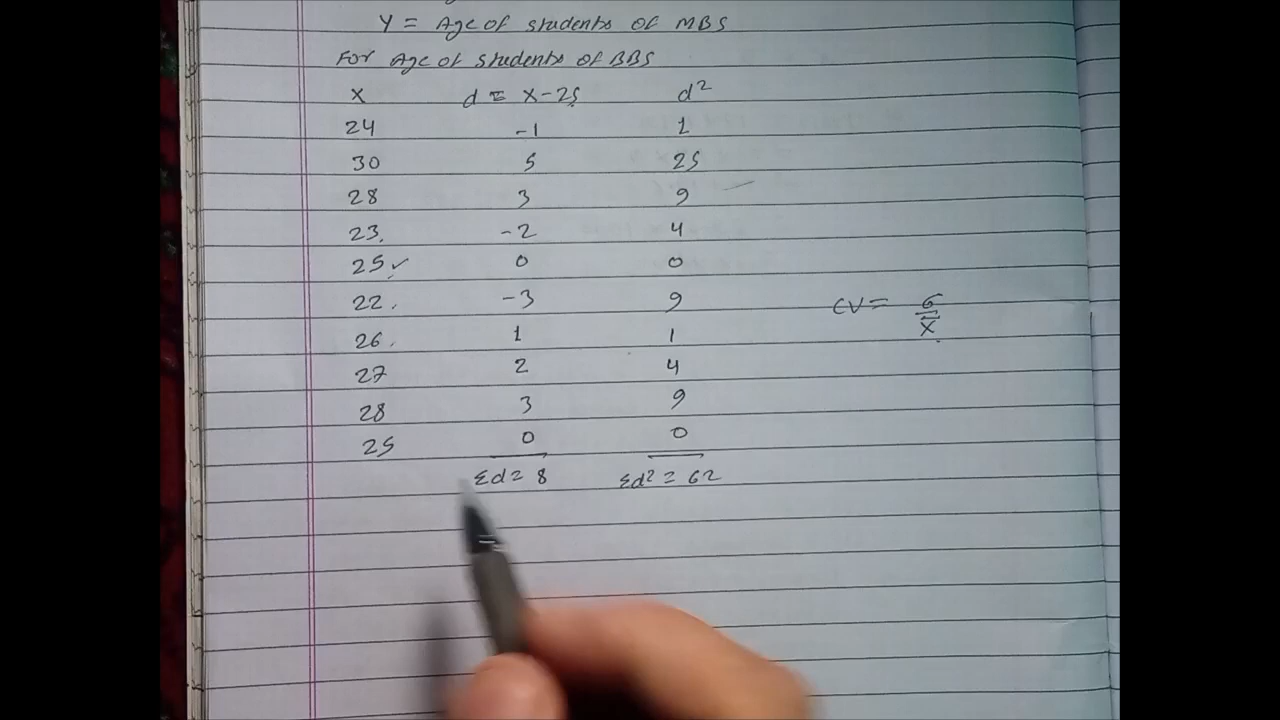 Y = Age of students of MBS
For Age of students of BBS
X d = X-25 d²
24 -1 1
30 5 25
28 3 9
23 -2 4
25 ✓ 0 0
22 -3 9
26 1 1
27 2 4
28 3 9
25 0 0
Σd = 8 Σd² = 62
CV = σ / X̄